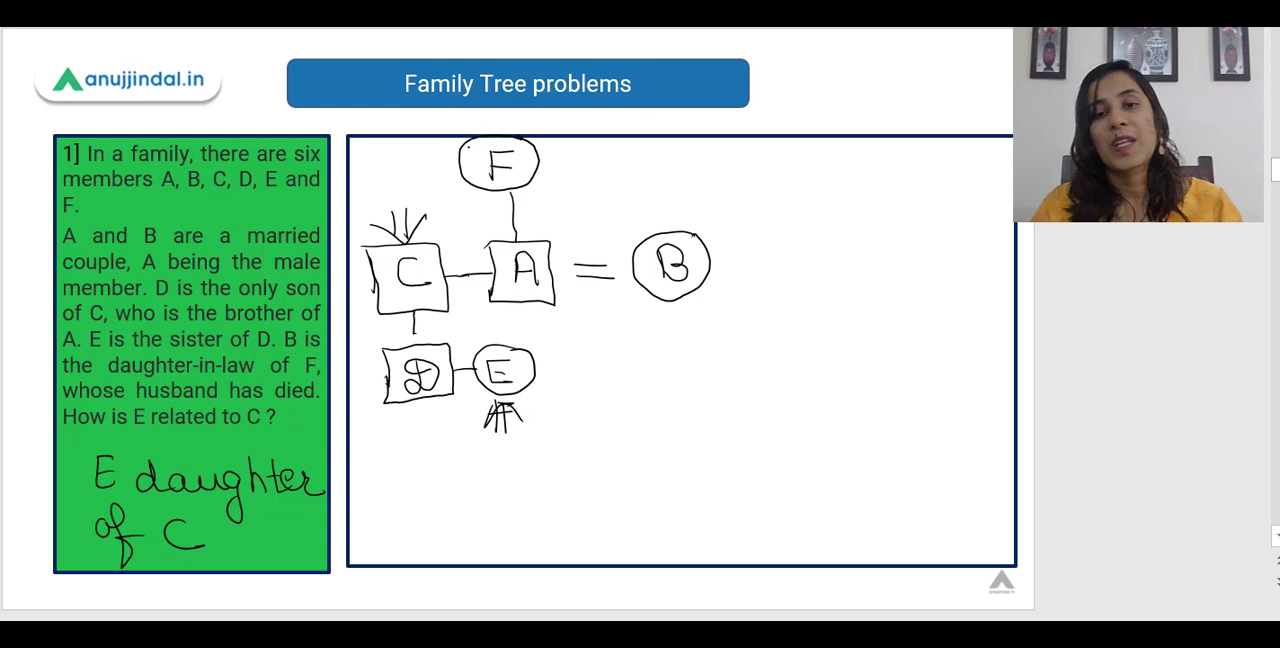 anujjindal.in
Family Tree problems
1] In a family, there are six
members A, B, C, D, E and
F.
A and B are a married
couple, A being the male
member. D is the only son
of C, who is the brother of
A. E is the sister of D. B is
the daughter-in-law of F,
whose husband has died.
How is E related to C ?
E daughter
of C
F
C A = B
D E